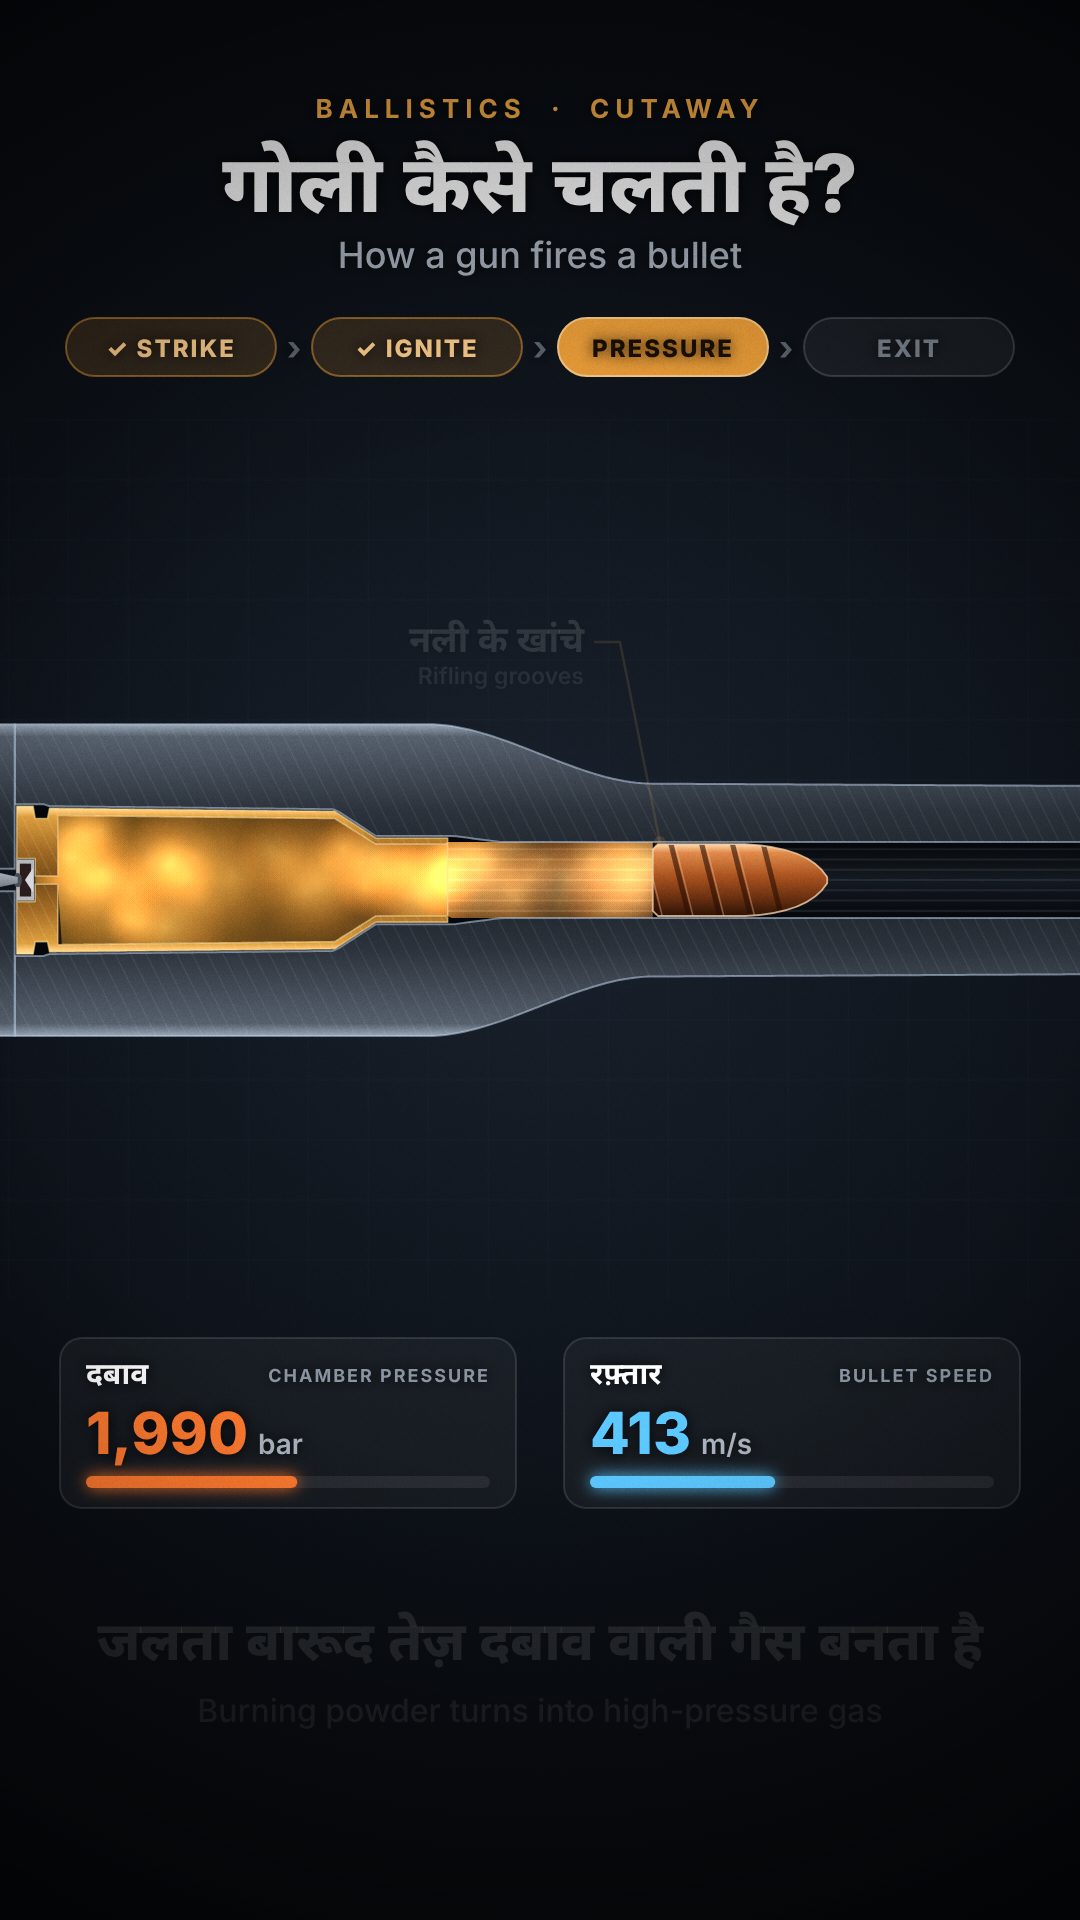 BALLISTICS · CUTAWAY
गोली कैसे चलती है?
How a gun fires a bullet
✓ STRIKE › ✓ IGNITE › PRESSURE › EXIT
नली के खांचे
Rifling grooves
दबाव CHAMBER PRESSURE
1,990 bar
रफ़्तार BULLET SPEED
413 m/s
जलता बारूद तेज़ दबाव वाली गैस बनता है
Burning powder turns into high-pressure gas